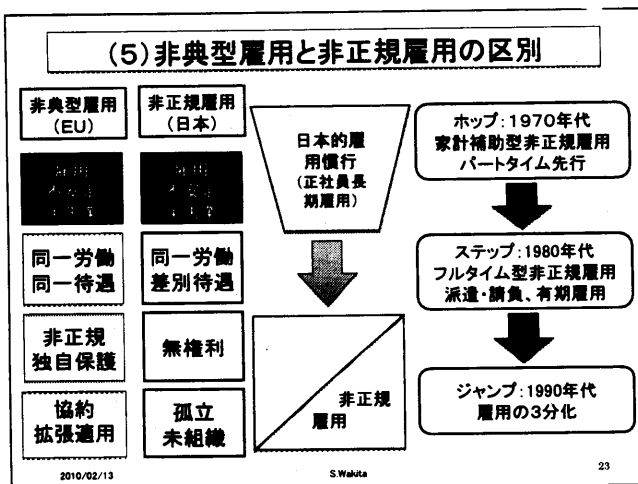 (5)非典型雇用と非正規雇用の区別
非典型雇用
(EU)
非正規雇用
(日本)
雇用
雇用
同一労働
同一待遇
同一労働
差別待遇
非正規
独自保護
無権利
協約
拡張適用
孤立
未組織
日本的雇
用慣行
(正社員長
期雇用)
非正規
雇用
ホップ:1970年代
家計補助型非正規雇用
パートタイム先行
ステップ:1980年代
フルタイム型非正規雇用
派遣・請負、有期雇用
ジャンプ:1990年代
雇用の3分化
2010/02/13
S.Wakita
23